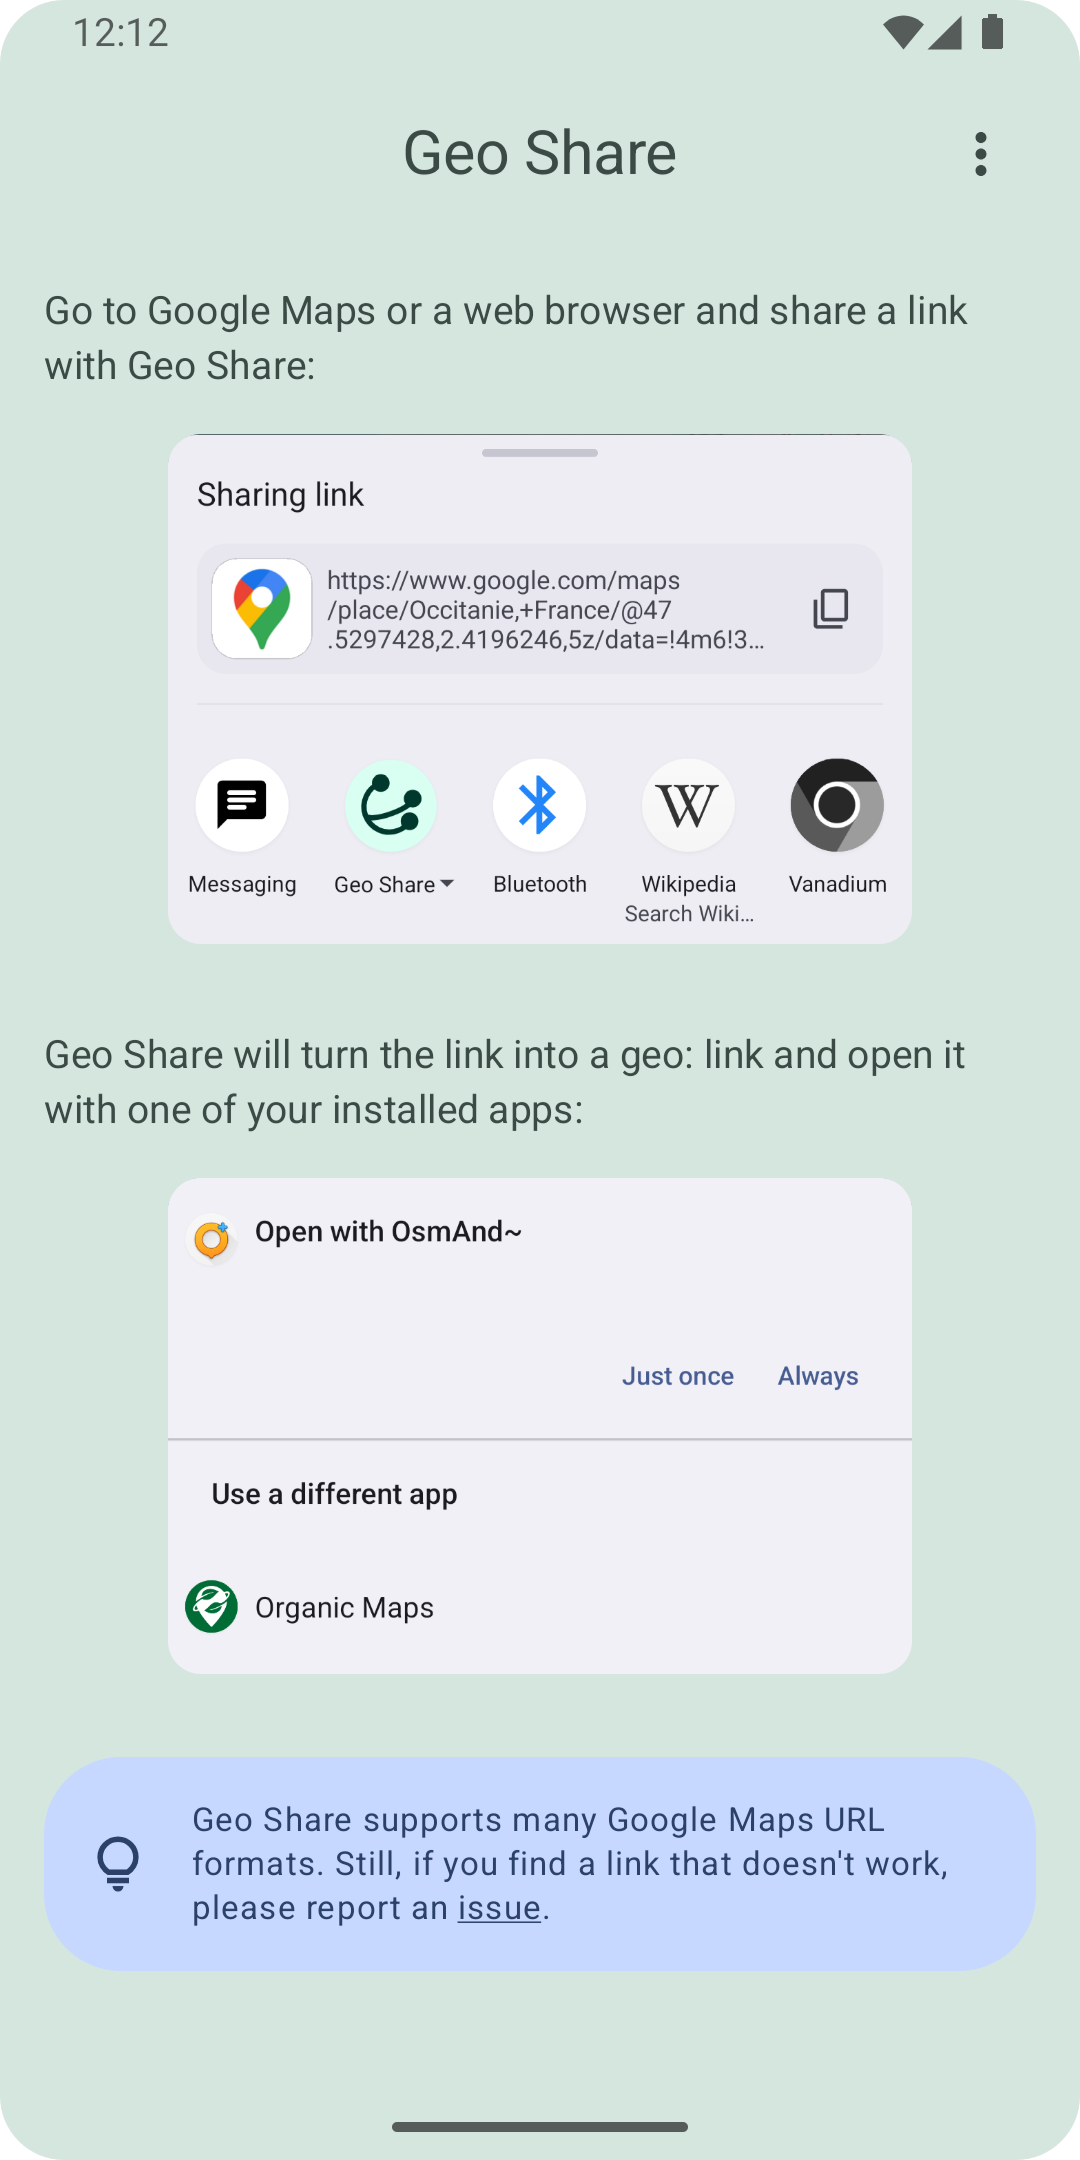 12:12
Geo Share
Go to Google Maps or a web browser and share a link
with Geo Share:
Sharing link
https://www.google.com/maps
/place/Occitanie,+France/@47
.5297428,2.4196246,5z/data=!4m6!3...
Messaging
Geo Share
Bluetooth
W
Wikipedia
Search Wiki...
Vanadium
Geo Share will turn the link into a geo: link and open it
with one of your installed apps:
Open with OsmAnd~
Just once
Always
Use a different app
Organic Maps
Geo Share supports many Google Maps URL
formats. Still, if you find a link that doesn't work,
please report an issue.